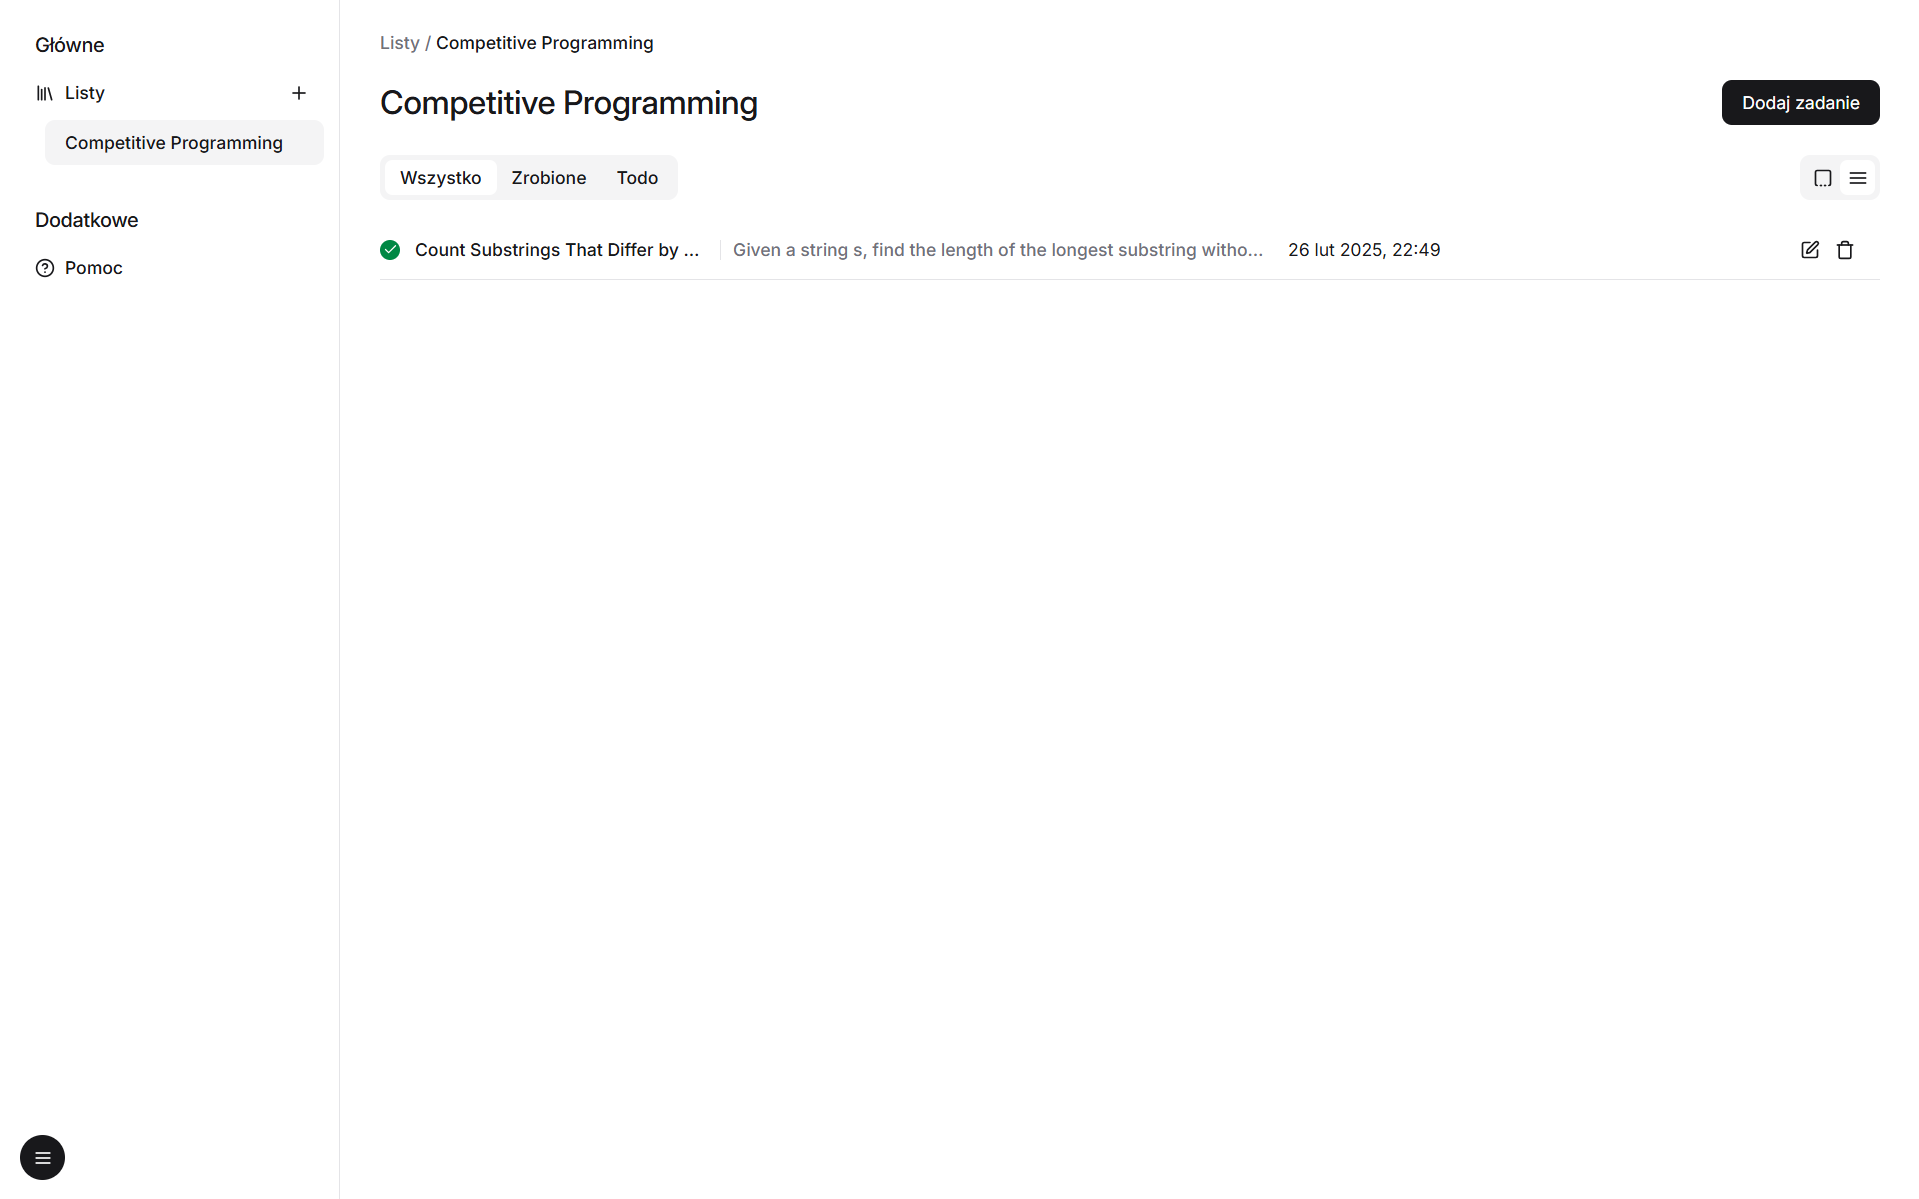 Główne
Listy
Competitive Programming
Dodatkowe
Pomoc
Listy / Competitive Programming
Competitive Programming
Dodaj zadanie
Wszystko Zrobione Todo
Count Substrings That Differ by ... Given a string s, find the length of the longest substring witho... 26 lut 2025, 22:49